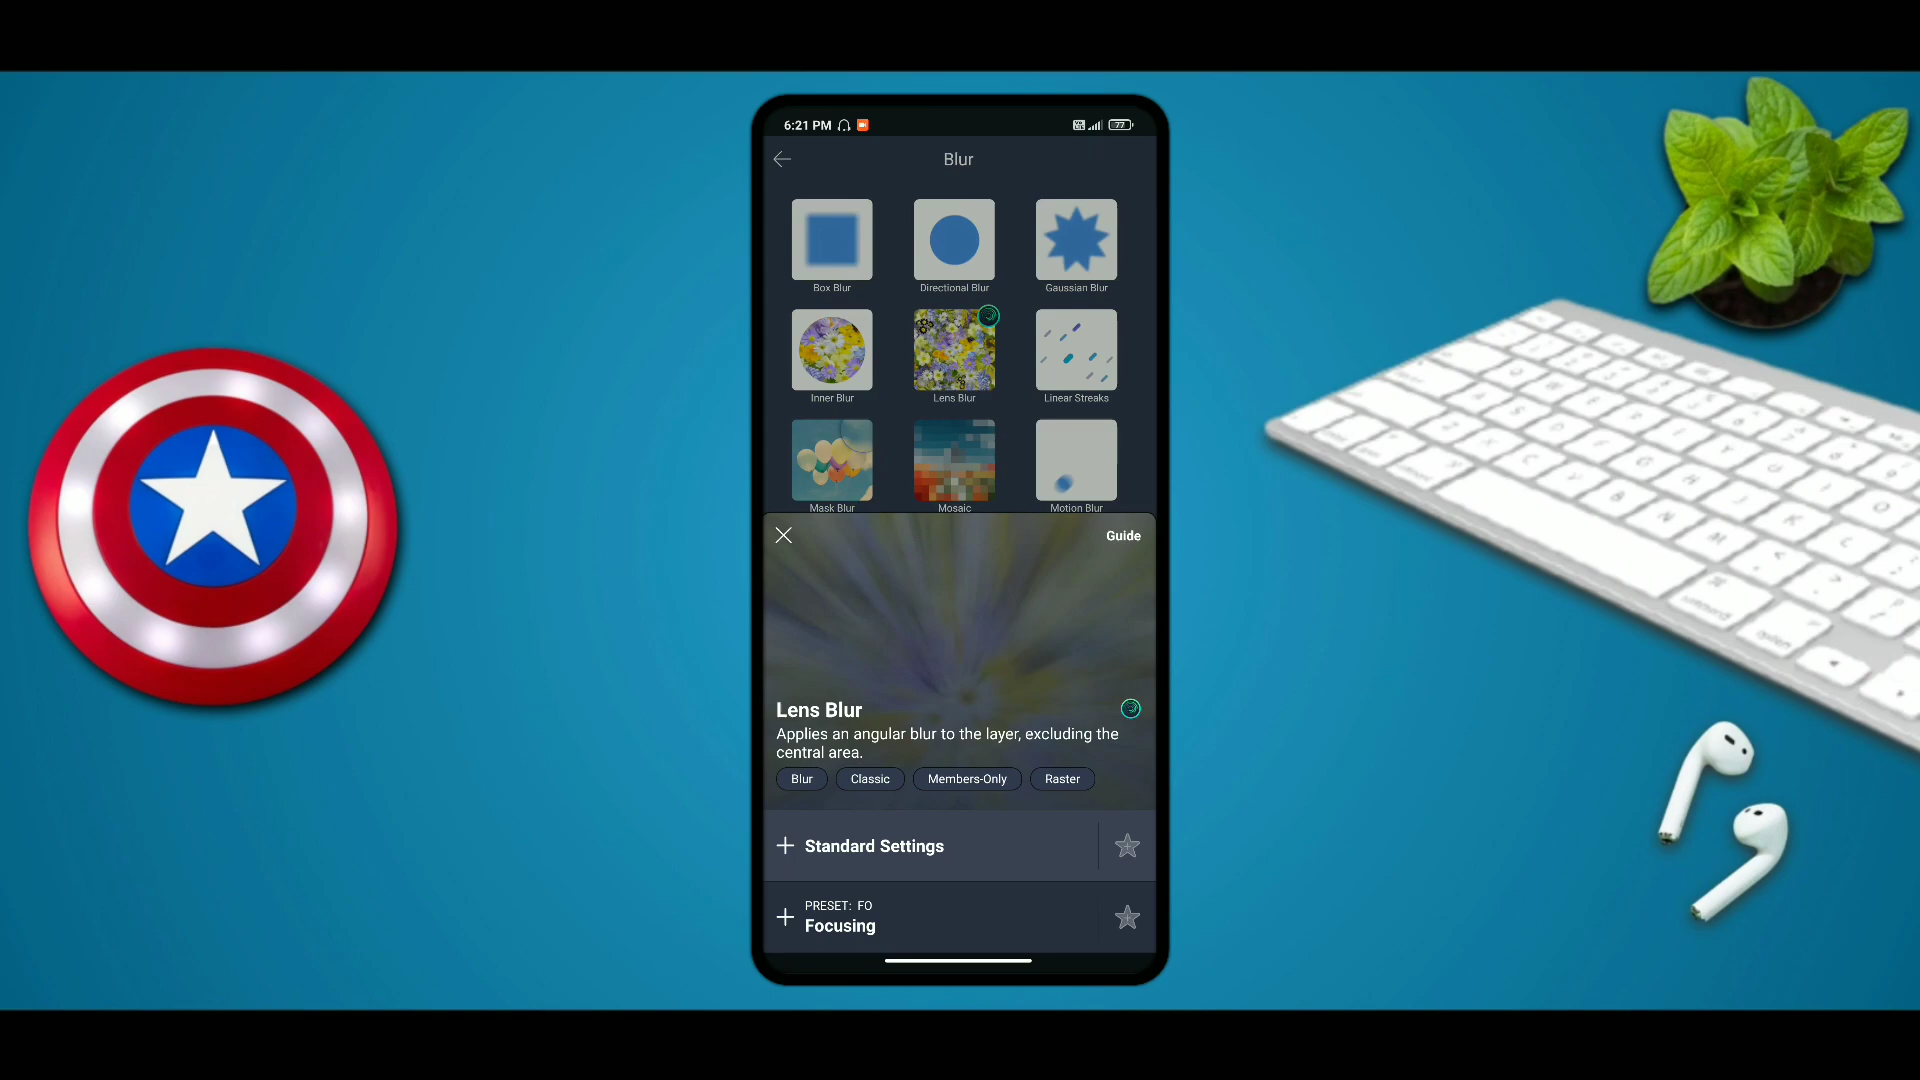 6:21 PM
77
Blur
Box Blur
Directional Blur
Gaussian Blur
Inner Blur
Lens Blur
Linear Streaks
Mask Blur
Mosaic
Motion Blur
Guide
Lens Blur
Applies an angular blur to the layer, excluding the
central area.
Blur
Classic
Members-Only
Raster
Standard Settings
PRESET: FO
Focusing